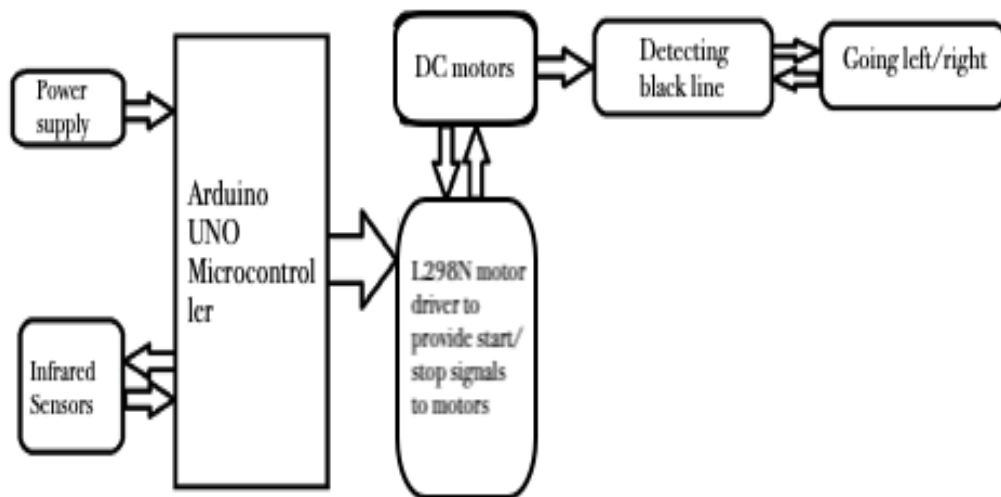 Power
supply
Infrared
Sensors
Arduino
UNO
Microcontrol
ler
DC motors
L298N motor
driver to
provide start/
stop signals
to motors
Detecting
black line
Going left/right